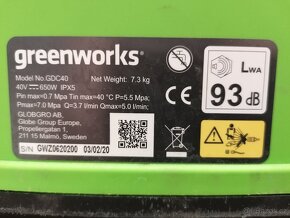 greenworks
Model No.GDC40 Net Weight: 7.3 kg
40V 650W IPX5
Pin max=0.7 Mpa Tin max=40 °C P=5.5 Mpa;
Pmax=7.0 Mpa Q=3.7 l/min Qmax=5.0 l/min;
GLOBGRO AB,
Globe Group Europe,
Propellergatan 1,
211 15 Malmö, Sweden
S/N GWZ0620200 03/02/20
LWA
93 dB